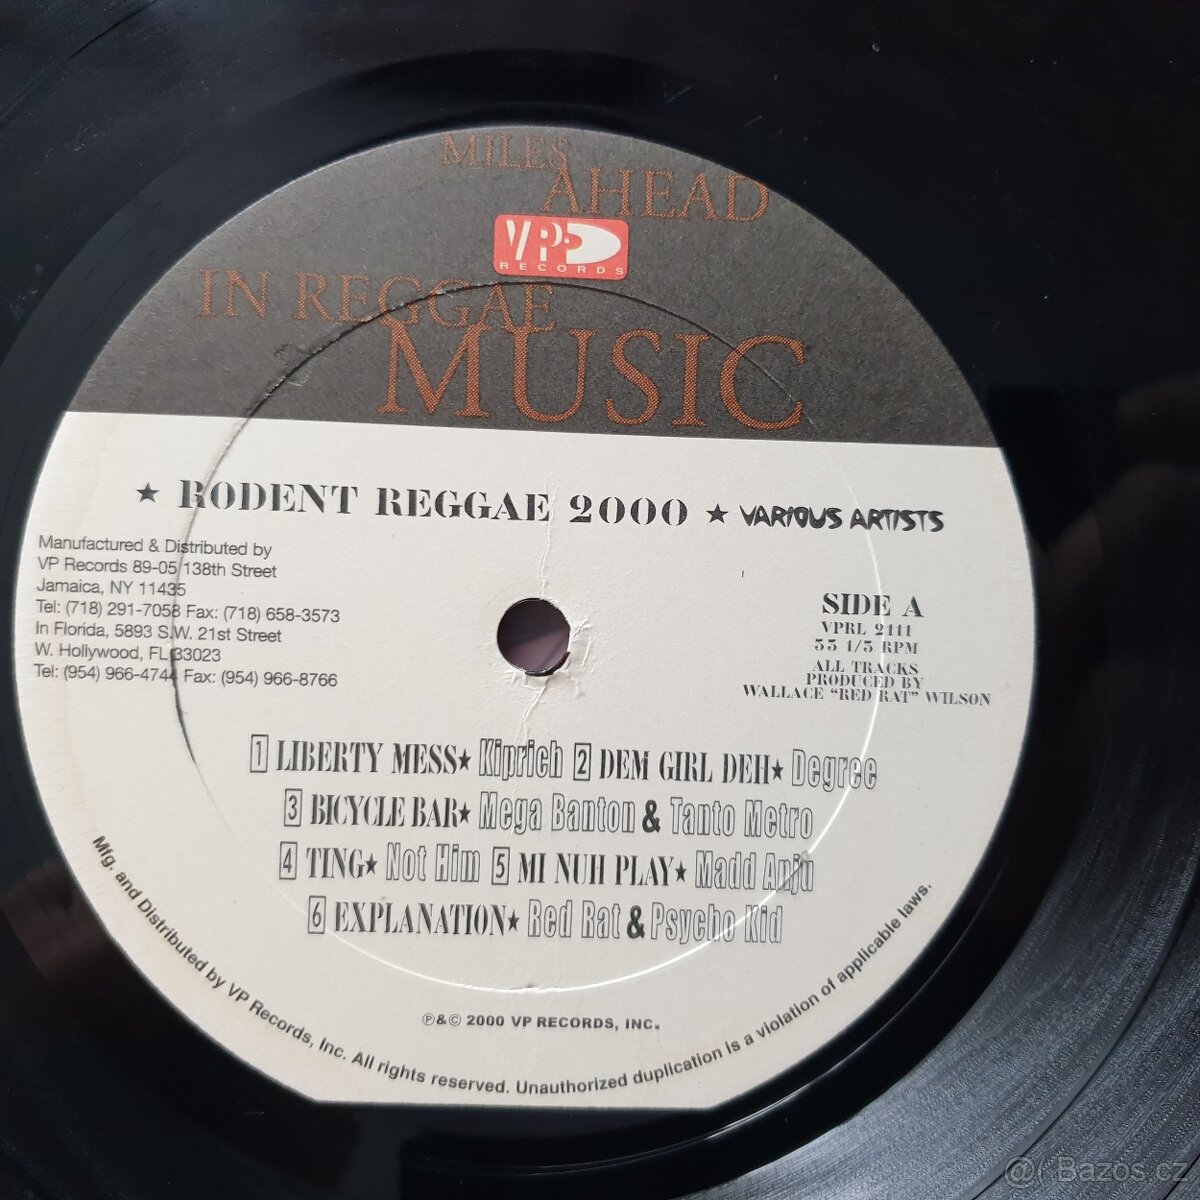 MILES
AHEAD
VP
RECORDS
IN REGGAE
MUSIC
★ RODENT REGGAE 2000 ★ VARIOUS ARTISTS
Manufactured & Distributed by
VP Records 89-05 138th Street
Jamaica, NY 11435
Tel: (718) 291-7058 Fax: (718) 658-3573
In Florida, 5893 S.W. 21st Street
W. Hollywood, FL 33023
Tel: (954) 966-4744 Fax: (954) 966-8766
SIDE A
VPRL 2111
33 1/3 RPM
ALL TRACKS
PRODUCED BY
WALLACE "RED RAT" WILSON
1 LIBERTY MESS★ Kiprich 2 DEM GIRL DEH★ Degree
3 BICYCLE BAR★ Mega Banton & Tanto Metro
4 TING★ Not Him 5 MI NUH PLAY★ Madd Anju
6 EXPLANATION★ Red Rat & Psycho Kid
℗&© 2000 VP RECORDS, INC.
Mfg. and Distributed by VP Records, Inc. All rights reserved. Unauthorized duplication is a violation of applicable laws.
@( Bazos.cz